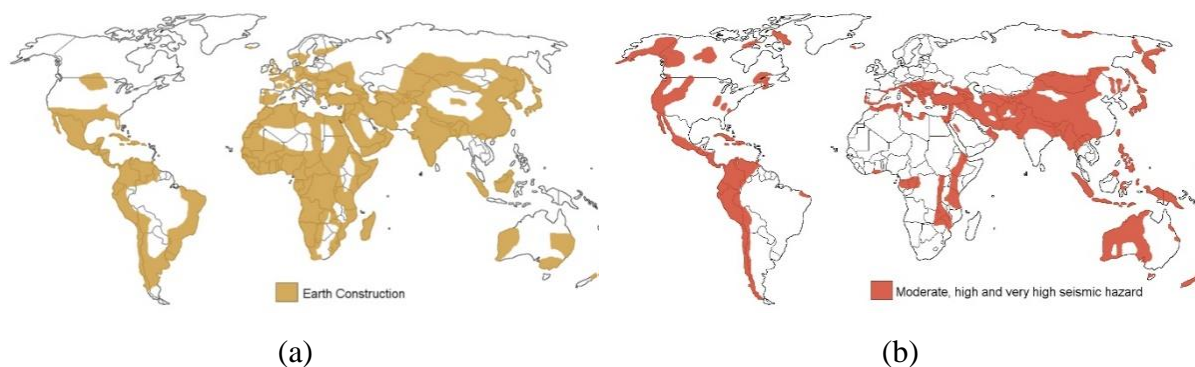 Earth Construction
Moderate, high and very high seismic hazard
(a)
(b)